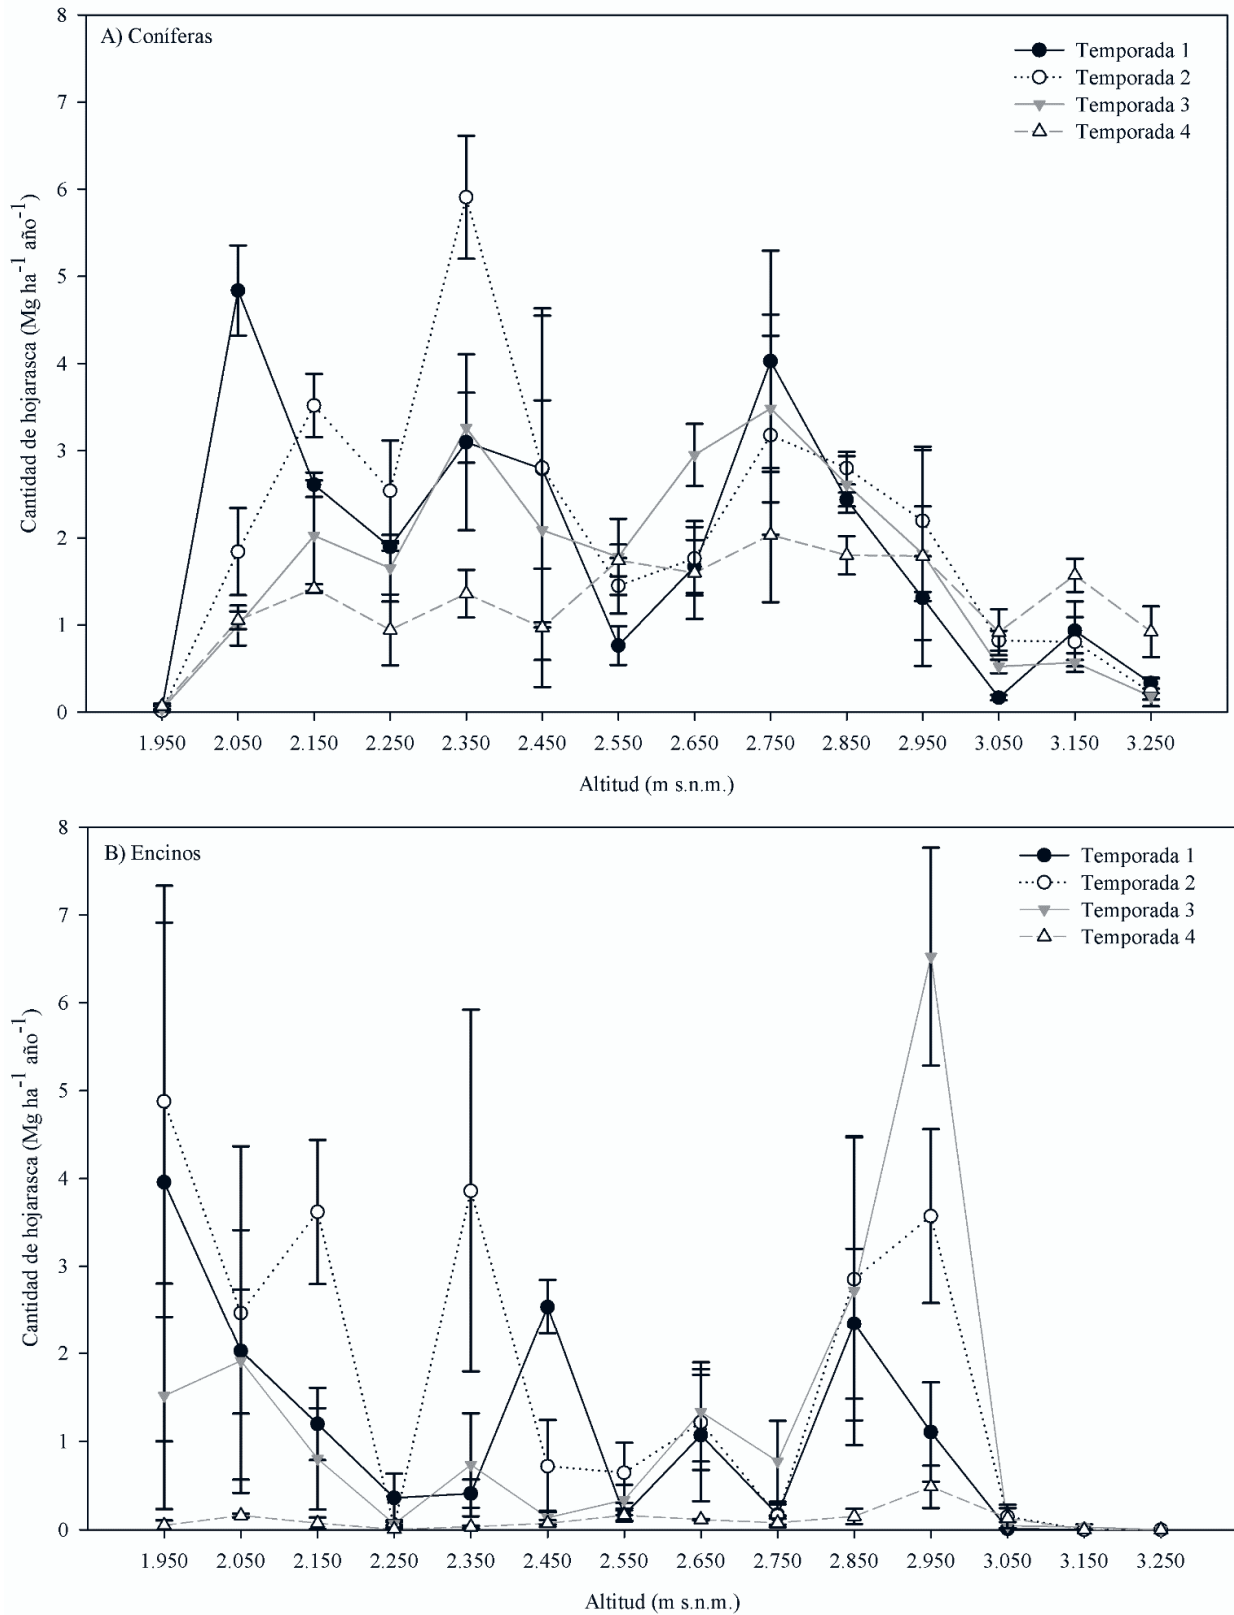 A) Coníferas
Temporada 1
Temporada 2
Temporada 3
Temporada 4
Cantidad de hojarasca (Mg ha⁻¹ año⁻¹)
8
7
6
5
4
3
2
1
0
1.950 2.050 2.150 2.250 2.350 2.450 2.550 2.650 2.750 2.850 2.950 3.050 3.150 3.250
Altitud (m s.n.m.)
B) Encinos
Temporada 1
Temporada 2
Temporada 3
Temporada 4
Cantidad de hojarasca (Mg ha⁻¹ año⁻¹)
8
7
6
5
4
3
2
1
0
1.950 2.050 2.150 2.250 2.350 2.450 2.550 2.650 2.750 2.850 2.950 3.050 3.150 3.250
Altitud (m s.n.m.)